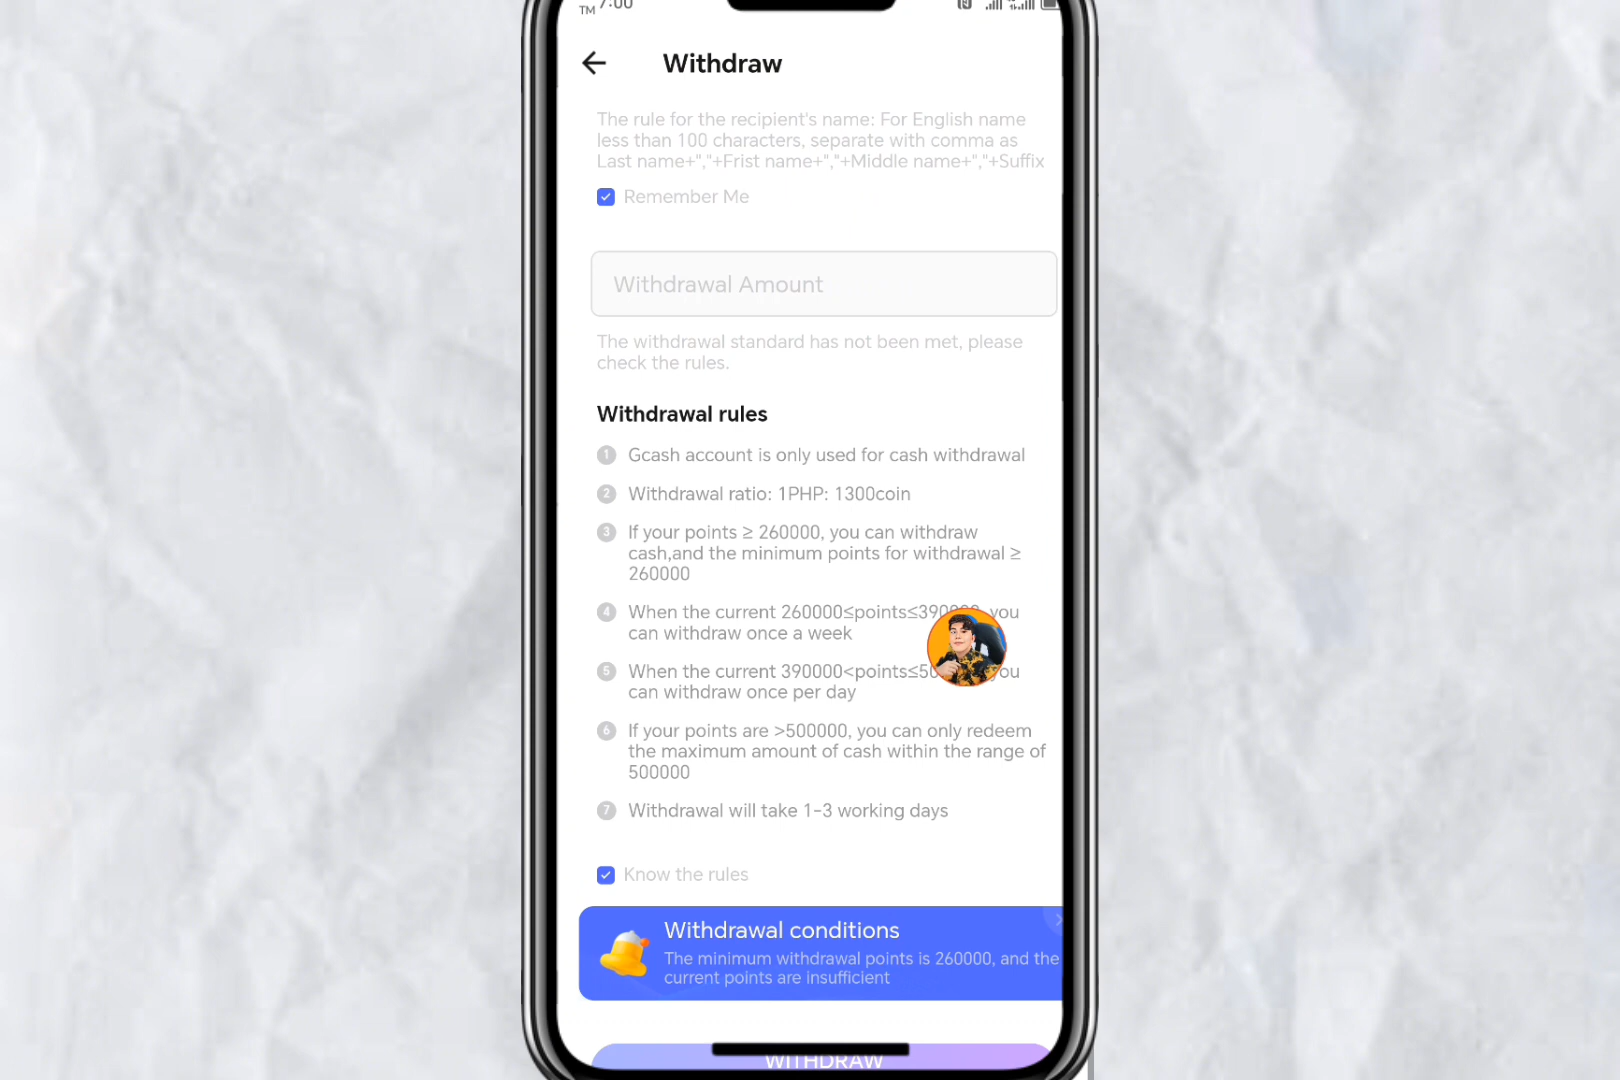 TM 7:00
Withdraw
The rule for the recipient's name: For English name
less than 100 characters, separate with comma as
Last name+","+Frist name+","+Middle name+","+Suffix
Remember Me
Withdrawal Amount
The withdrawal standard has not been met, please
check the rules.
Withdrawal rules
1 Gcash account is only used for cash withdrawal
2 Withdrawal ratio: 1PHP: 1300coin
3 If your points ≥ 260000, you can withdraw
cash,and the minimum points for withdrawal ≥
260000
4 When the current 260000≤points≤390000, you
can withdraw once a week
5 When the current 390000<points≤ you
can withdraw once per day
6 If your points are >500000, you can only redeem
the maximum amount of cash within the range of
500000
7 Withdrawal will take 1-3 working days
Know the rules
Withdrawal conditions
The minimum withdrawal points is 260000, and the
current points are insufficient
WITHDRAW